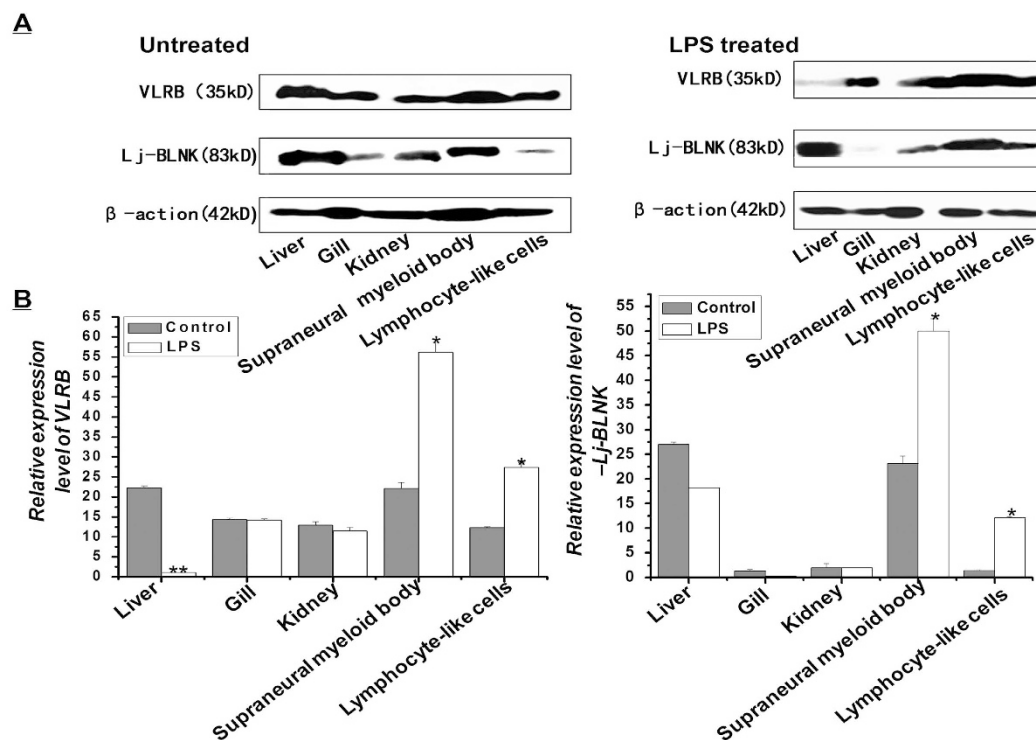 A
Untreated
VLRB (35kD)
Lj-BLNK(83kD)
β-action(42kD)
Liver
Gill
Kidney
Supraneural myeloid body
Lymphocyte-like cells
LPS treated
VLRB(35kD)
Lj-BLNK(83kD)
β-action(42kD)
Liver
Gill
Kidney
Supraneural myeloid body
Lymphocyte-like cells
B
Relative expression
level of VLRB
65
60
55
50
45
40
35
30
25
20
15
10
5
0
Control
LPS
**
*
*
Liver
Gill
Kidney
Supraneural myeloid body
Lymphocyte-like cells
Relative expression level of
–Lj-BLNK
55
50
45
40
35
30
25
20
15
10
5
0
Control
LPS
*
*
Liver
Gill
Kidney
Supraneural myeloid body
Lymphocyte-like cells